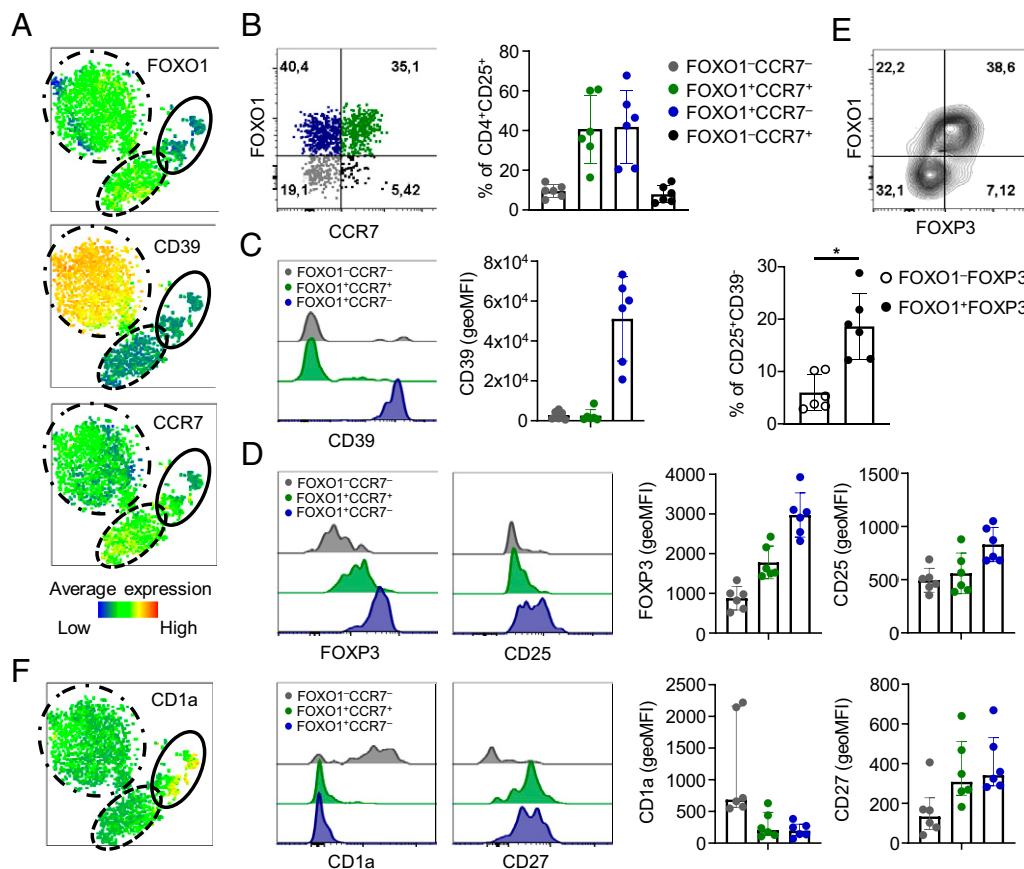 A
FOXO1
CD39
CCR7
Average expression
Low High
B
FOXO1
40,4 35,1
19,1 5,42
CCR7
% of CD4⁺CD25⁺
80
60
40
20
0
FOXO1⁻CCR7⁻
FOXO1⁺CCR7⁺
FOXO1⁺CCR7⁻
FOXO1⁻CCR7⁺
E
FOXO1
22,2 38,6
32,1 7,12
FOXP3
C
FOXO1⁻CCR7⁻
FOXO1⁺CCR7⁺
FOXO1⁺CCR7⁻
CD39
CD39 (geoMFI)
8x10⁴
6x10⁴
4x10⁴
2x10⁴
0
% of CD25⁺CD39⁻
30
20
10
0
*
FOXO1⁻FOXP3
FOXO1⁺FOXP3
D
FOXO1⁻CCR7⁻
FOXO1⁺CCR7⁺
FOXO1⁺CCR7⁻
FOXP3
CD25
FOXP3 (geoMFI)
4000
3000
2000
1000
0
CD25 (geoMFI)
1500
1000
500
0
F
CD1a
FOXO1⁻CCR7⁻
FOXO1⁺CCR7⁺
FOXO1⁺CCR7⁻
CD1a
CD27
CD1a (geoMFI)
2500
2000
1500
1000
500
0
CD27 (geoMFI)
800
600
400
200
0